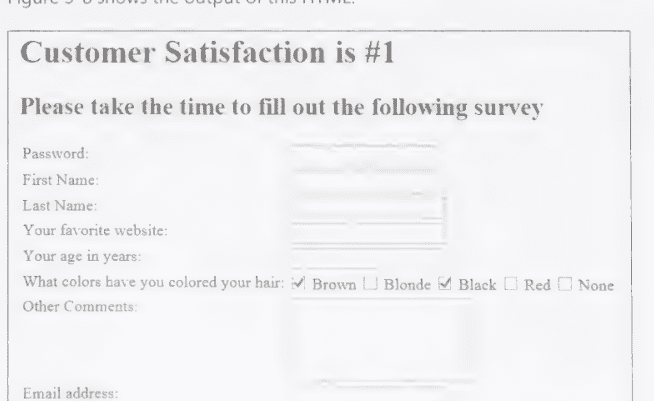 Figure 5-8 shows the output of this HTML.
Customer Satisfaction is #1
Please take the time to fill out the following survey
Password:
First Name:
Last Name:
Your favorite website:
Your age in years:
What colors have you colored your hair: Brown Blonde Black Red None
Other Comments:
Email address: